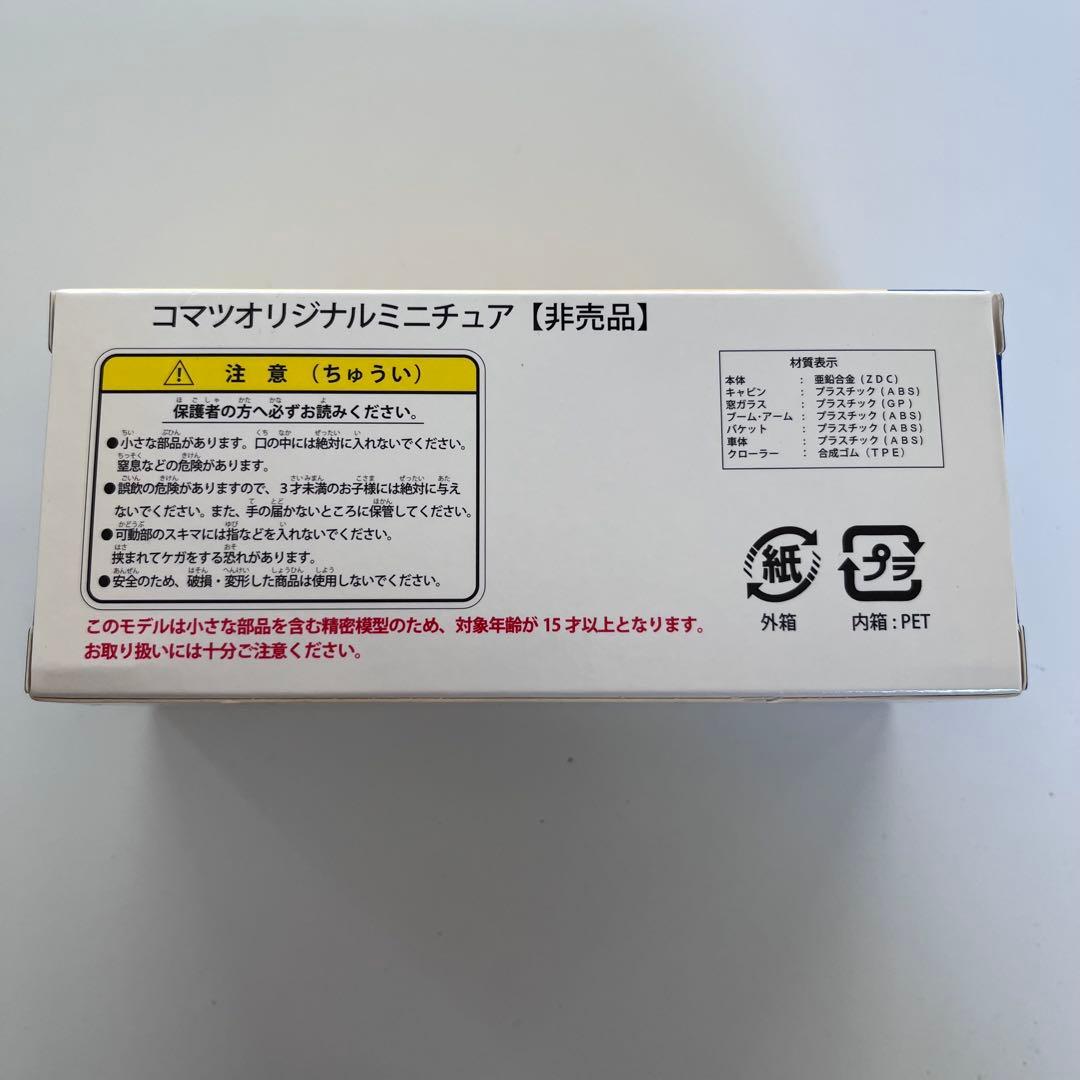 コマツオリジナルミニチュア【非売品】
注 意 (ちゅうい)
保護者の方へ必ずお読みください。
●小さな部品があります。口の中には絶対に入れないでください。
窒息などの危険があります。
●誤飲の危険がありますので、3才未満のお子様には絶対に与え
ないでください。また、手の届かないところに保管してください。
●可動部のスキマには指などを入れないでください。
挟まれてケガをする恐れがあります。
●安全のため、破損・変形した商品は使用しないでください。
このモデルは小さな部品を含む精密模型のため、対象年齢が 15才以上となります。
お取り扱いには十分ご注意ください。
材質表示
本体 : 亜鉛合金(ZDC)
キャビン : プラスチック(ABS)
窓ガラス : プラスチック(GP)
ブーム・アーム : プラスチック(ABS)
バケット : プラスチック(ABS)
車体 : プラスチック(ABS)
クローラー : 合成ゴム(TPE)
紙
外箱
プラ
内箱 : PET